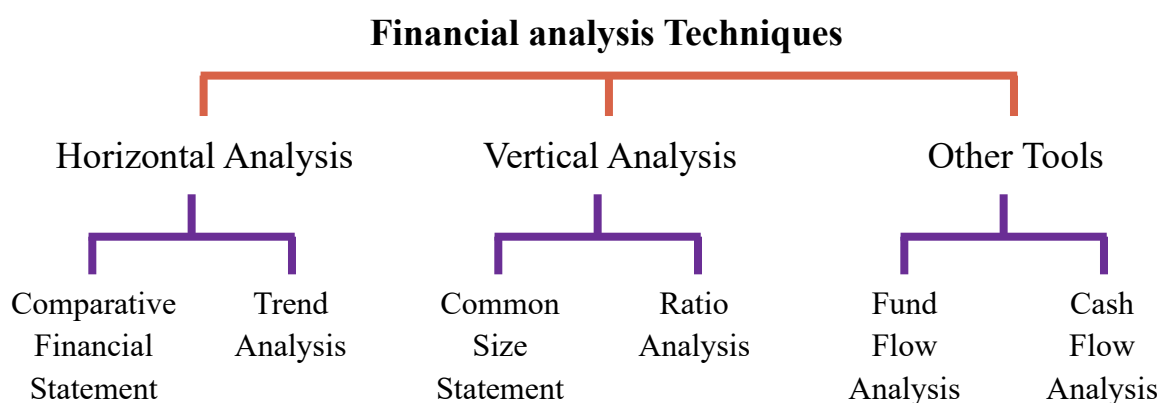 Financial analysis Techniques
Horizontal Analysis
Vertical Analysis
Other Tools
Comparative
Financial
Statement
Trend
Analysis
Common
Size
Statement
Ratio
Analysis
Fund
Flow
Analysis
Cash
Flow
Analysis